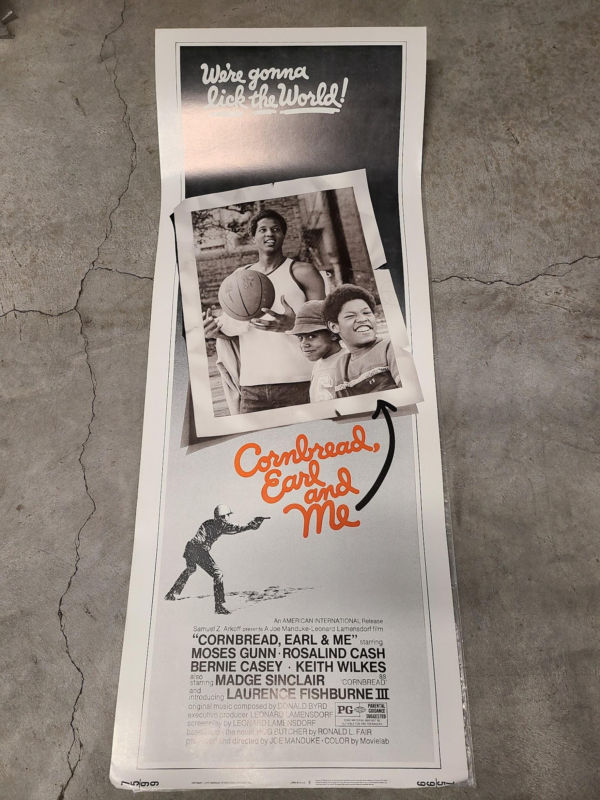 We're gonna
lick the World!
Cornbread,
Earl
and
Me
An AMERICAN INTERNATIONAL Release
Samuel Z. Arkoff presents A Joe Manduke-Leonard Lamensdorf film
"CORNBREAD, EARL & ME" starring
MOSES GUNN · ROSALIND CASH
BERNIE CASEY · KEITH WILKES
also starring MADGE SINCLAIR as "CORNBREAD"
and introducing LAURENCE FISHBURNE III
original music composed by DONALD BYRD
executive producer LEONARD LAMENSDORF
screenplay by LEONARD LAMENSDORF
based on the novel HOG BUTCHER by RONALD L. FAIR
produced and directed by JOE MANDUKE · COLOR by Movielab
PG PARENTAL GUIDANCE SUGGESTED